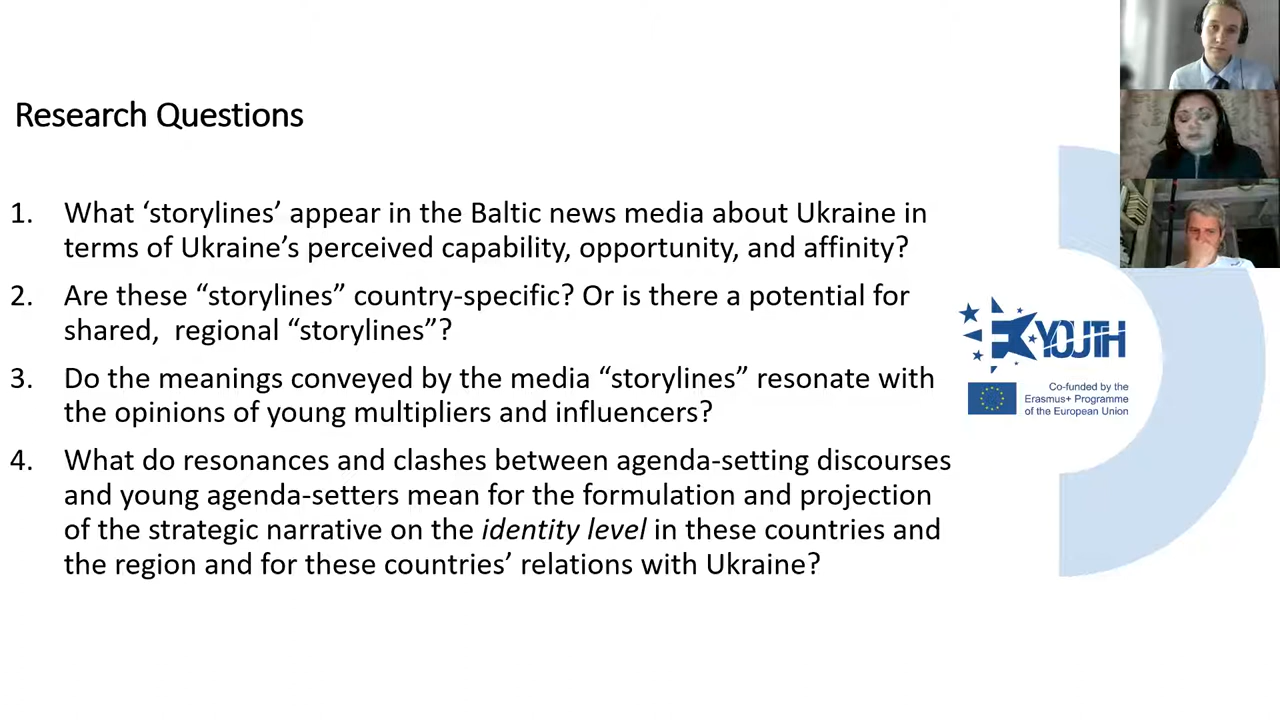 Research Questions
1. What ‘storylines’ appear in the Baltic news media about Ukraine in
terms of Ukraine’s perceived capability, opportunity, and affinity?
2. Are these “storylines” country-specific? Or is there a potential for
shared,  regional “storylines”?
3. Do the meanings conveyed by the media “storylines” resonate with
the opinions of young multipliers and influencers?
4. What do resonances and clashes between agenda-setting discourses
and young agenda-setters mean for the formulation and projection
of the strategic narrative on the identity level in these countries and
the region and for these countries’ relations with Ukraine?
YOUTH
Co-funded by the
Erasmus+ Programme
of the European Union